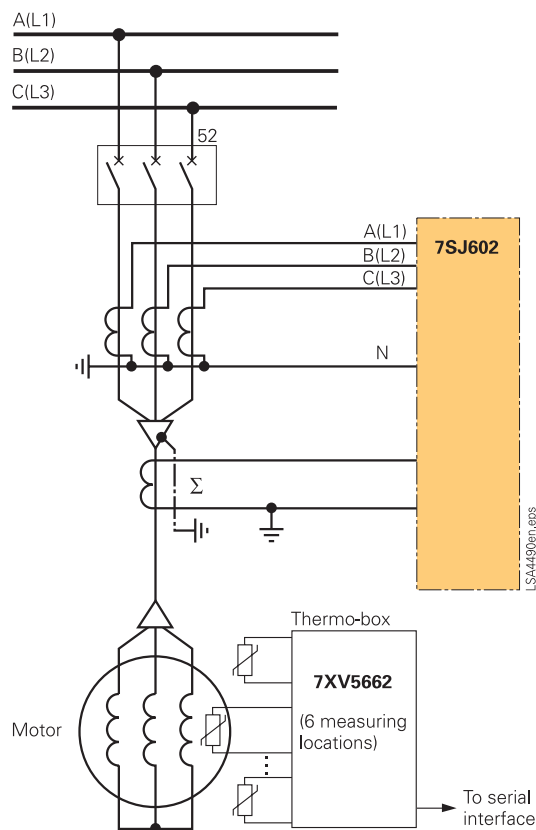 A(L1)
B(L2)
C(L3)
52
A(L1)
7SJ602
B(L2)
C(L3)
N
Σ
LSA4490en.eps
Thermo-box
7XV5662
(6 measuring
locations)
Motor
To serial
interface